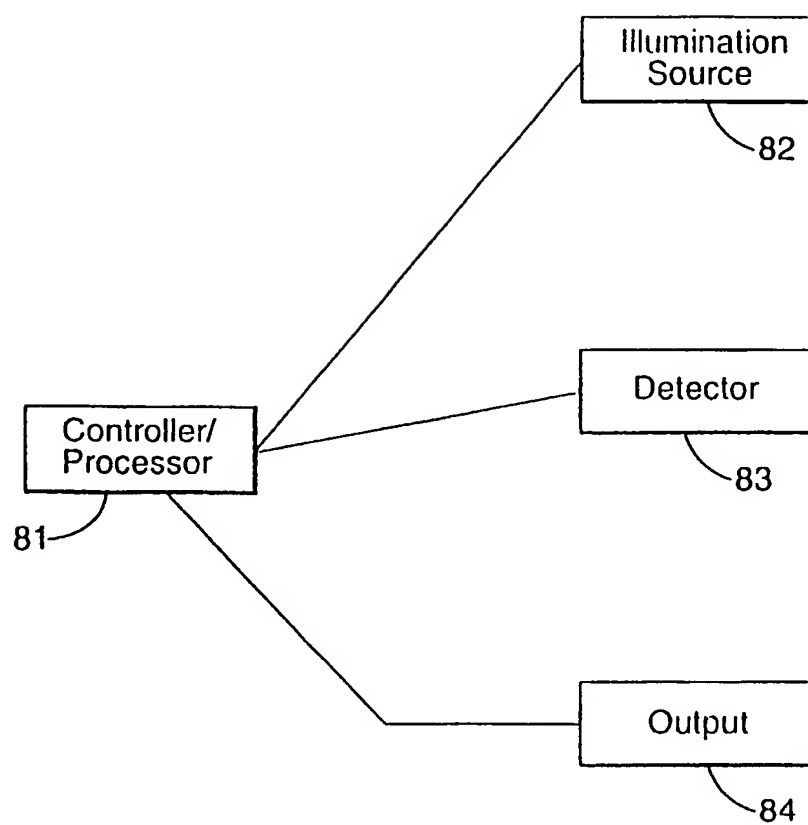 Illumination
Source
82
Detector
83
Controller/
Processor
81
Output
84